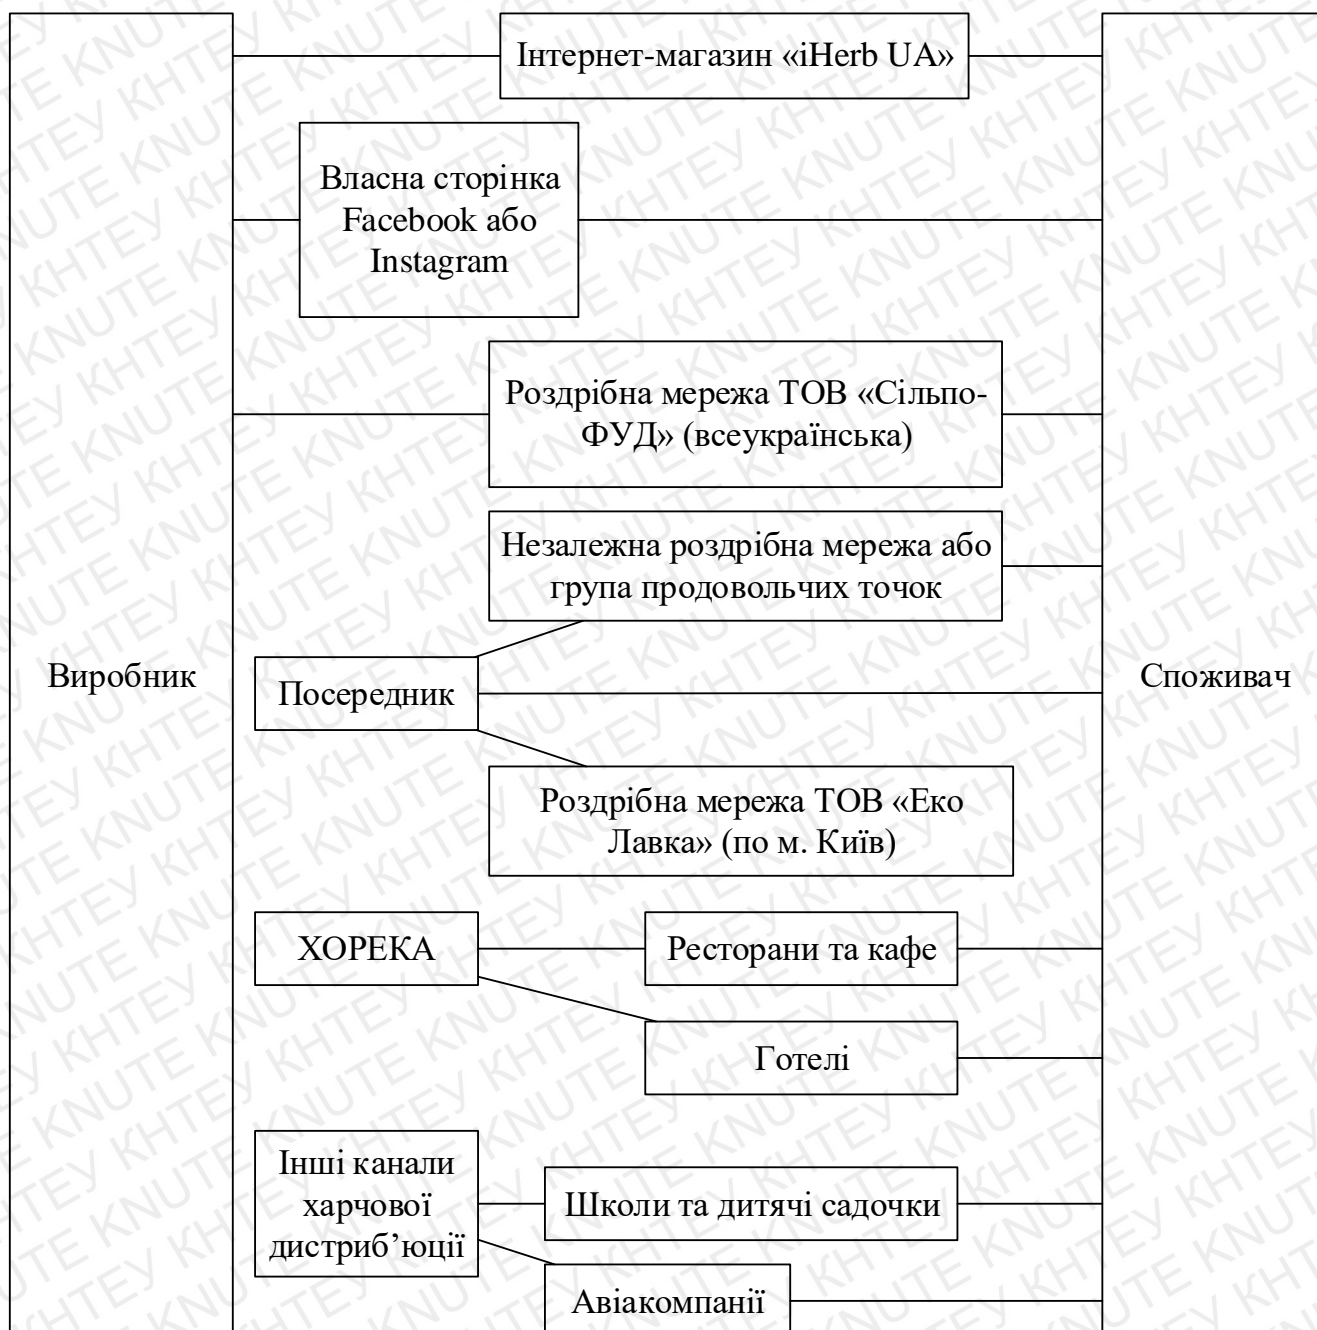 Інтернет-магазин «iHerb UA»
Власна сторінка
Facebook або
Instagram
Роздрібна мережа ТОВ «Сільпо-
ФУД» (всеукраїнська)
Незалежна роздрібна мережа або
група продовольчих точок
Виробник
Посередник
Споживач
Роздрібна мережа ТОВ «Еко
Лавка» (по м. Київ)
ХОРЕКА
Ресторани та кафе
Готелі
Інші канали
харчової
дистриб’юції
Школи та дитячі садочки
Авіакомпанії
KNUTE КНТЕУ